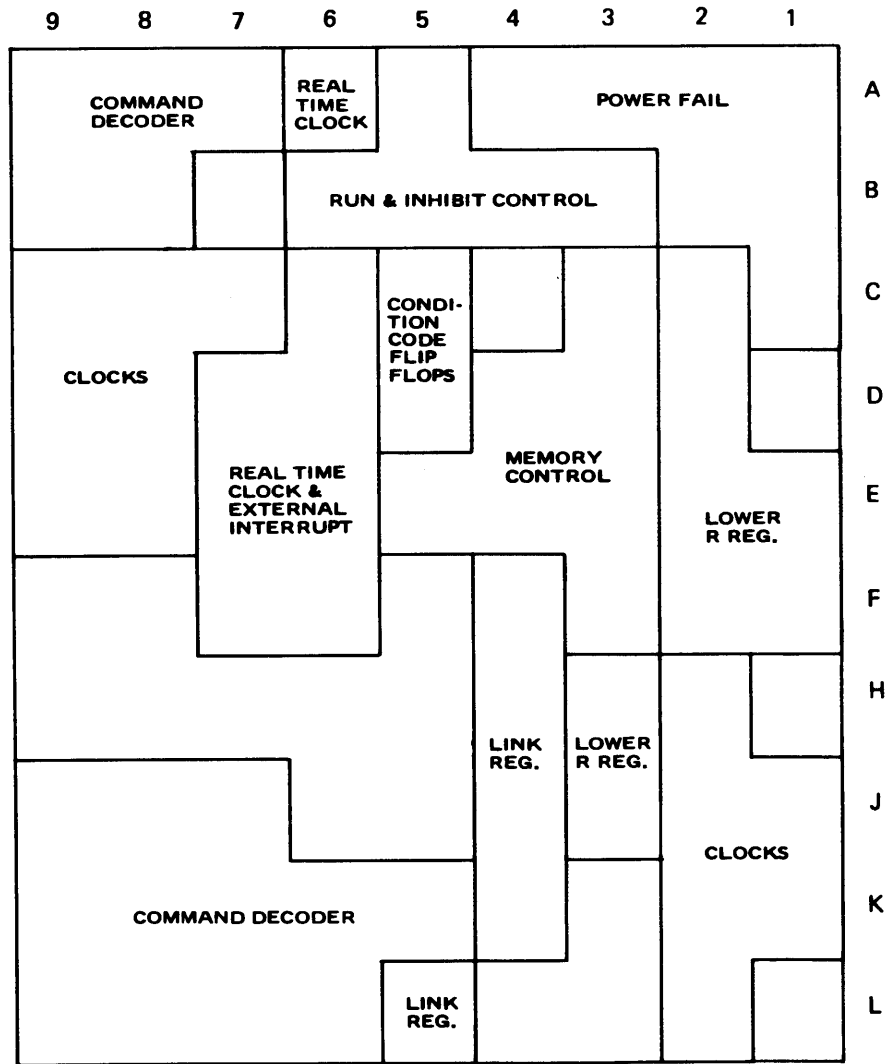 9 8 7 6 5 4 3 2 1
A
COMMAND
DECODER
REAL
TIME
CLOCK
POWER FAIL
B
RUN & INHIBIT CONTROL
C
CONDI-
TION
CODE
FLIP
FLOPS
CLOCKS
D
MEMORY
CONTROL
REAL TIME
CLOCK &
EXTERNAL
INTERRUPT
E
LOWER
R REG.
F
H
LINK
REG.
LOWER
R REG.
J
CLOCKS
COMMAND DECODER
K
LINK
REG.
L